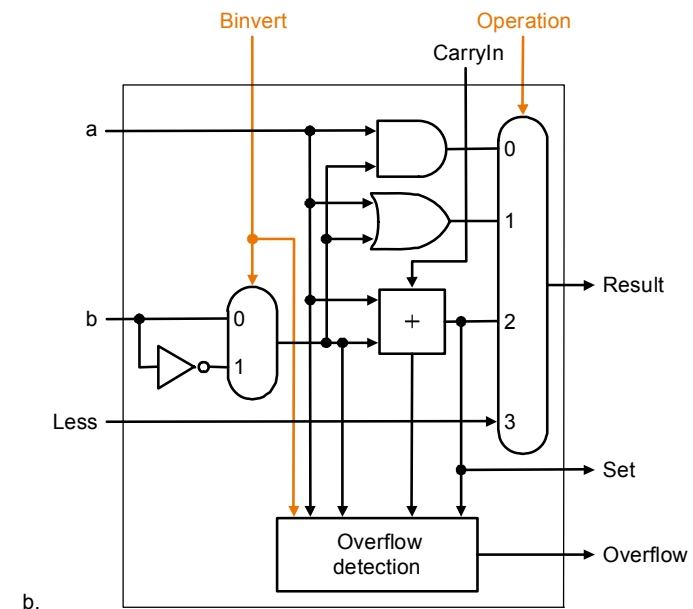 Binvert
Operation
CarryIn
a
0
1
Result
b
0
+
2
1
Less
3
Set
Overflow
detection
Overflow
b.